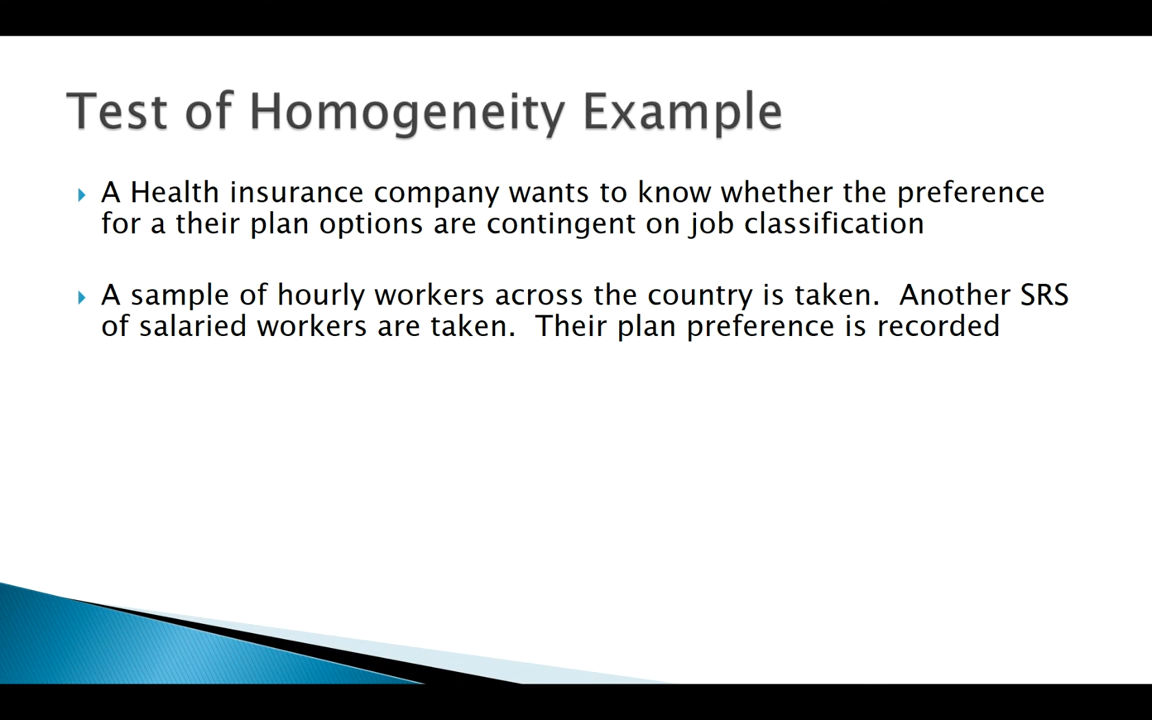 Test of Homogeneity Example
A Health insurance company wants to know whether the preference
for a their plan options are contingent on job classification
A sample of hourly workers across the country is taken.  Another SRS
of salaried workers are taken.  Their plan preference is recorded